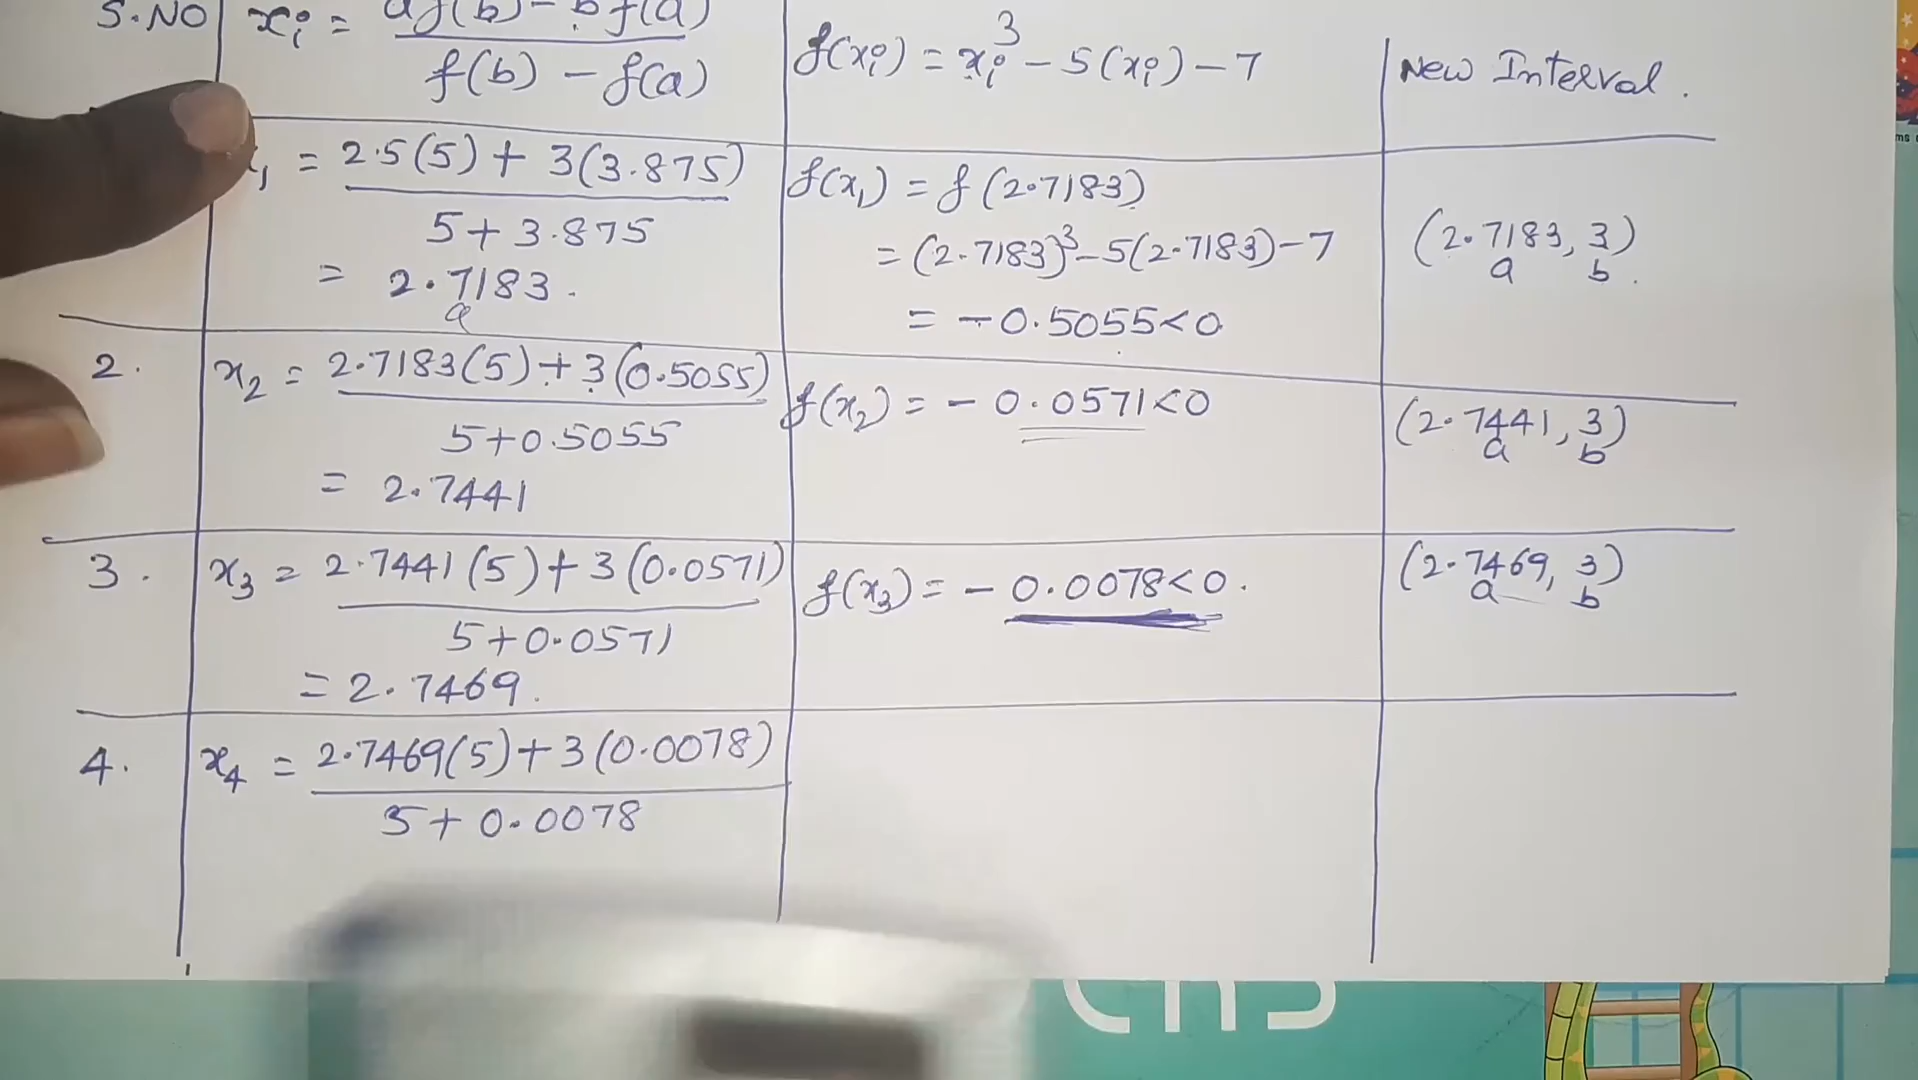 S.NO xᵢ = af(b) - bf(a) / f(b) - f(a) f(xᵢ) = xᵢ³ - 5(xᵢ) - 7 New Interval.
= 2.5(5) + 3(3.875) / 5 + 3.875 f(x₁) = f(2.7183)
= (2.7183)³ - 5(2.7183) - 7 (2.7183, 3)
a b.
= 2.7183. = -0.5055 < 0
a
2. x₂ = 2.7183(5) + 3(0.5055) / 5 + 0.5055 f(x₂) = - 0.0571 < 0 (2.7441, 3)
a b
= 2.7441
3. x₃ = 2.7441(5) + 3(0.0571) / 5 + 0.0571 f(x₃) = - 0.0078 < 0. (2.7469, 3)
a b
= 2.7469.
4. x₄ = 2.7469(5) + 3(0.0078) / 5 + 0.0078